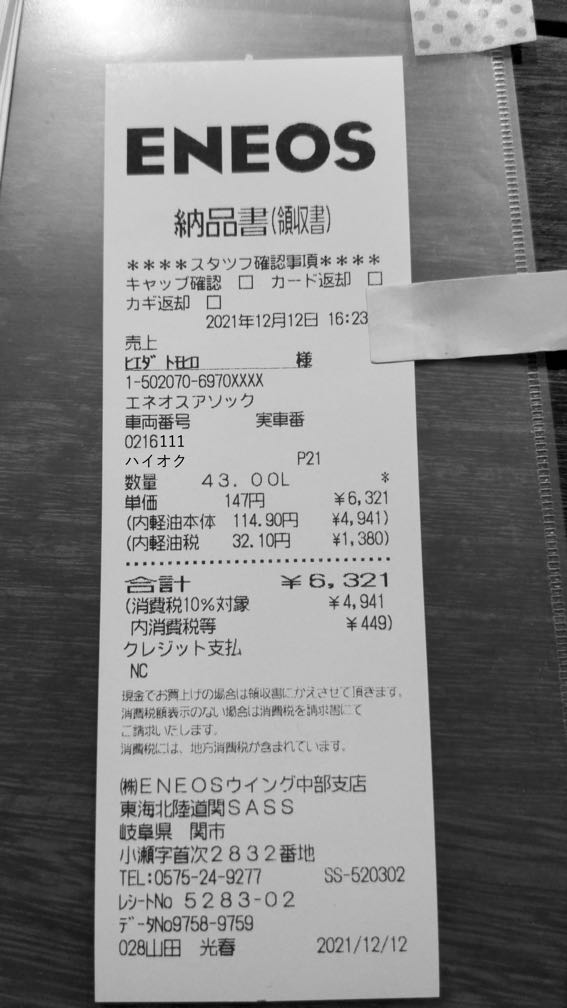 ENEOS
納品書(領収書)
****スタツフ確認事項****
キャップ確認 □ カード返却 □
カギ返却 □
2021年12月12日 16:23
売上
ﾋｴﾀﾞ ﾄﾓﾋﾛ 様
1-502070-6970XXXX
エネオスアソック
車両番号 実車番
0216111
ハイオク P21
数量 43.00L *
単価 147円 ¥6,321
(内軽油本体 114.90円 ¥4,941)
(内軽油税 32.10円 ¥1,380)
合計 ¥6,321
(消費税10%対象 ¥4,941
内消費税等 ¥449)
クレジット支払
NC
現金でお買上げの場合は領収書にかえさせて頂きます。
消費税額表示のない場合は消費税を請求書にて
ご請求いたします。
消費税には、地方消費税が含まれています。
㈱ENEOSウイング中部支店
東海北陸道関SASS
岐阜県 関市
小瀬字首次2832番地
TEL:0575-24-9277 SS-520302
ﾚｼｰﾄNo 5283-02
ﾃﾞｰﾀNo9758-9759
028山田 光春 2021/12/12